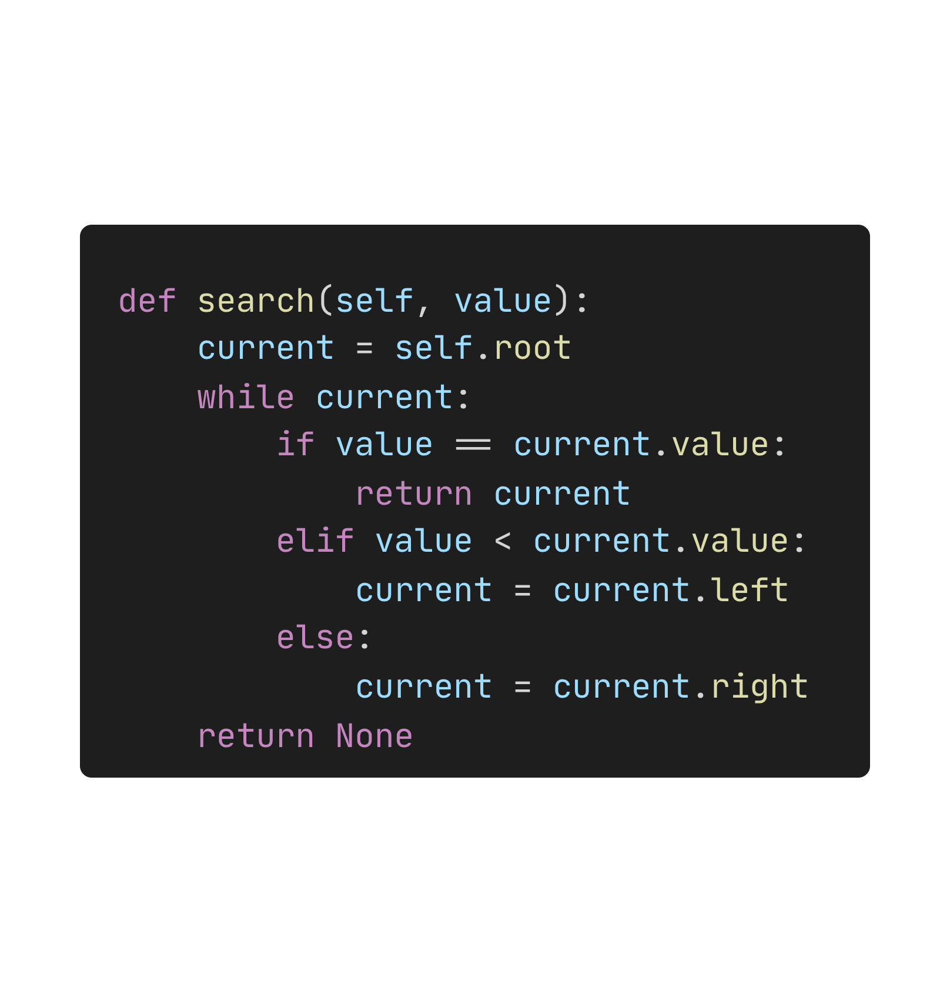 def search(self, value):
    current = self.root
    while current:
        if value == current.value:
            return current
        elif value < current.value:
            current = current.left
        else:
            current = current.right
    return None